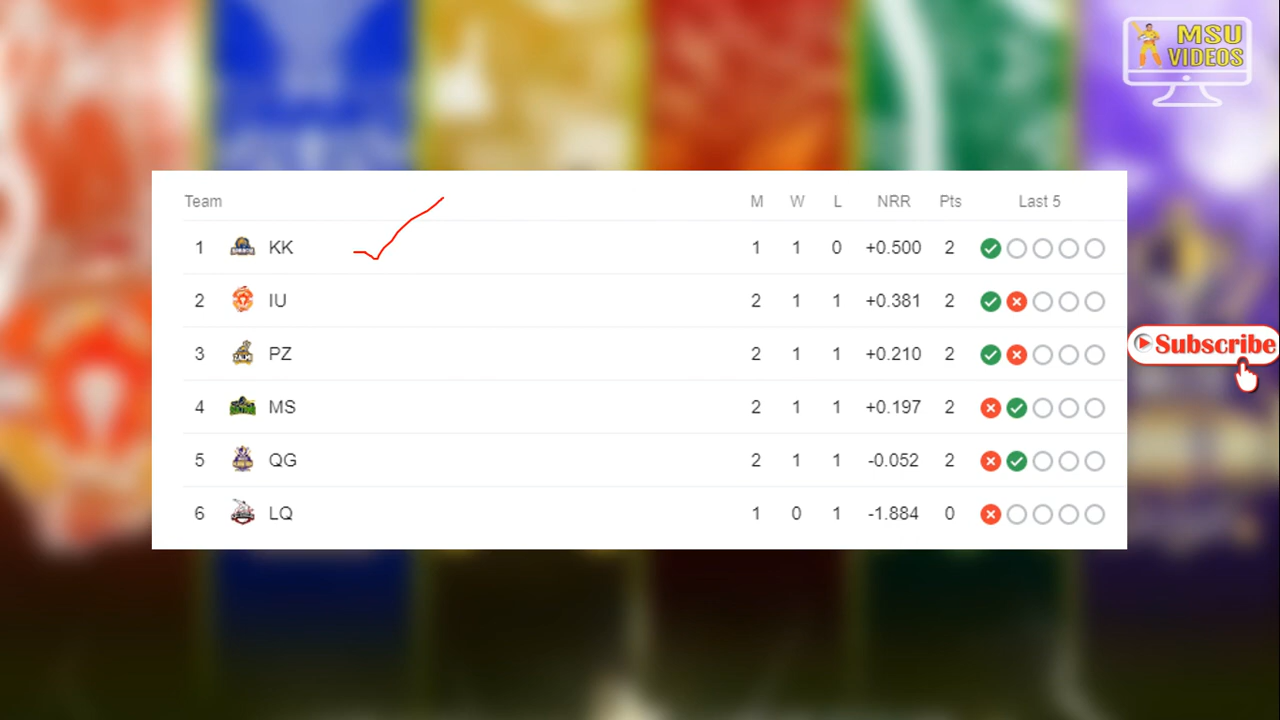 MSU
VIDEOS
Team M W L NRR Pts Last 5
1 KK 1 1 0 +0.500 2
2 IU 2 1 1 +0.381 2
3 PZ 2 1 1 +0.210 2
4 MS 2 1 1 +0.197 2
5 QG 2 1 1 -0.052 2
6 LQ 1 0 1 -1.884 0
Subscribe